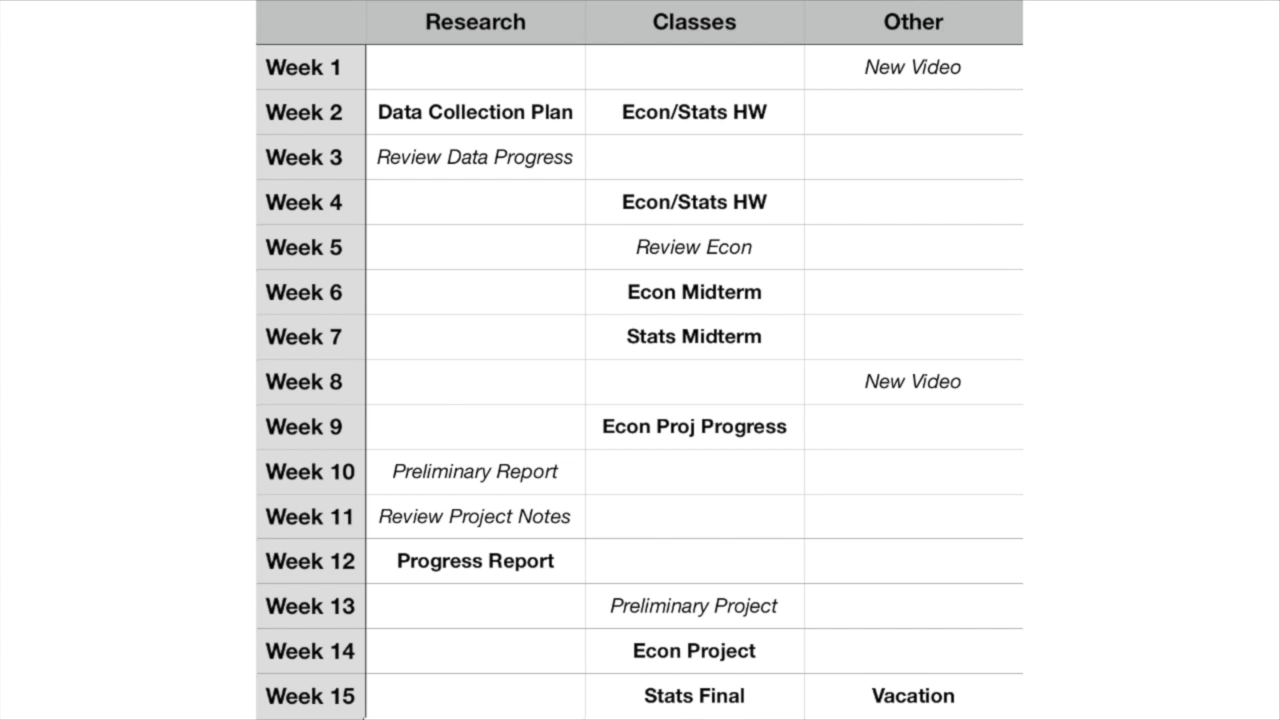 Research Classes Other
Week 1 New Video
Week 2 Data Collection Plan Econ/Stats HW
Week 3 Review Data Progress
Week 4 Econ/Stats HW
Week 5 Review Econ
Week 6 Econ Midterm
Week 7 Stats Midterm
Week 8 New Video
Week 9 Econ Proj Progress
Week 10 Preliminary Report
Week 11 Review Project Notes
Week 12 Progress Report
Week 13 Preliminary Project
Week 14 Econ Project
Week 15 Stats Final Vacation